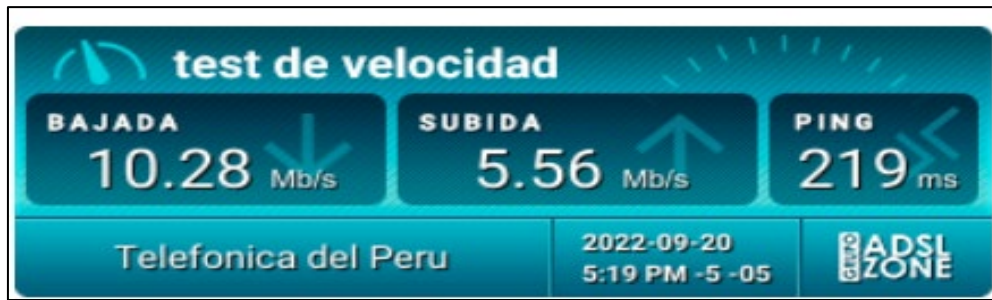 test de velocidad
BAJADA
10.28 Mb/s
SUBIDA
5.56 Mb/s
PING
219 ms
Telefonica del Peru
2022-09-20
5:19 PM -5 -05
GRUPO
ADSL
ZONE